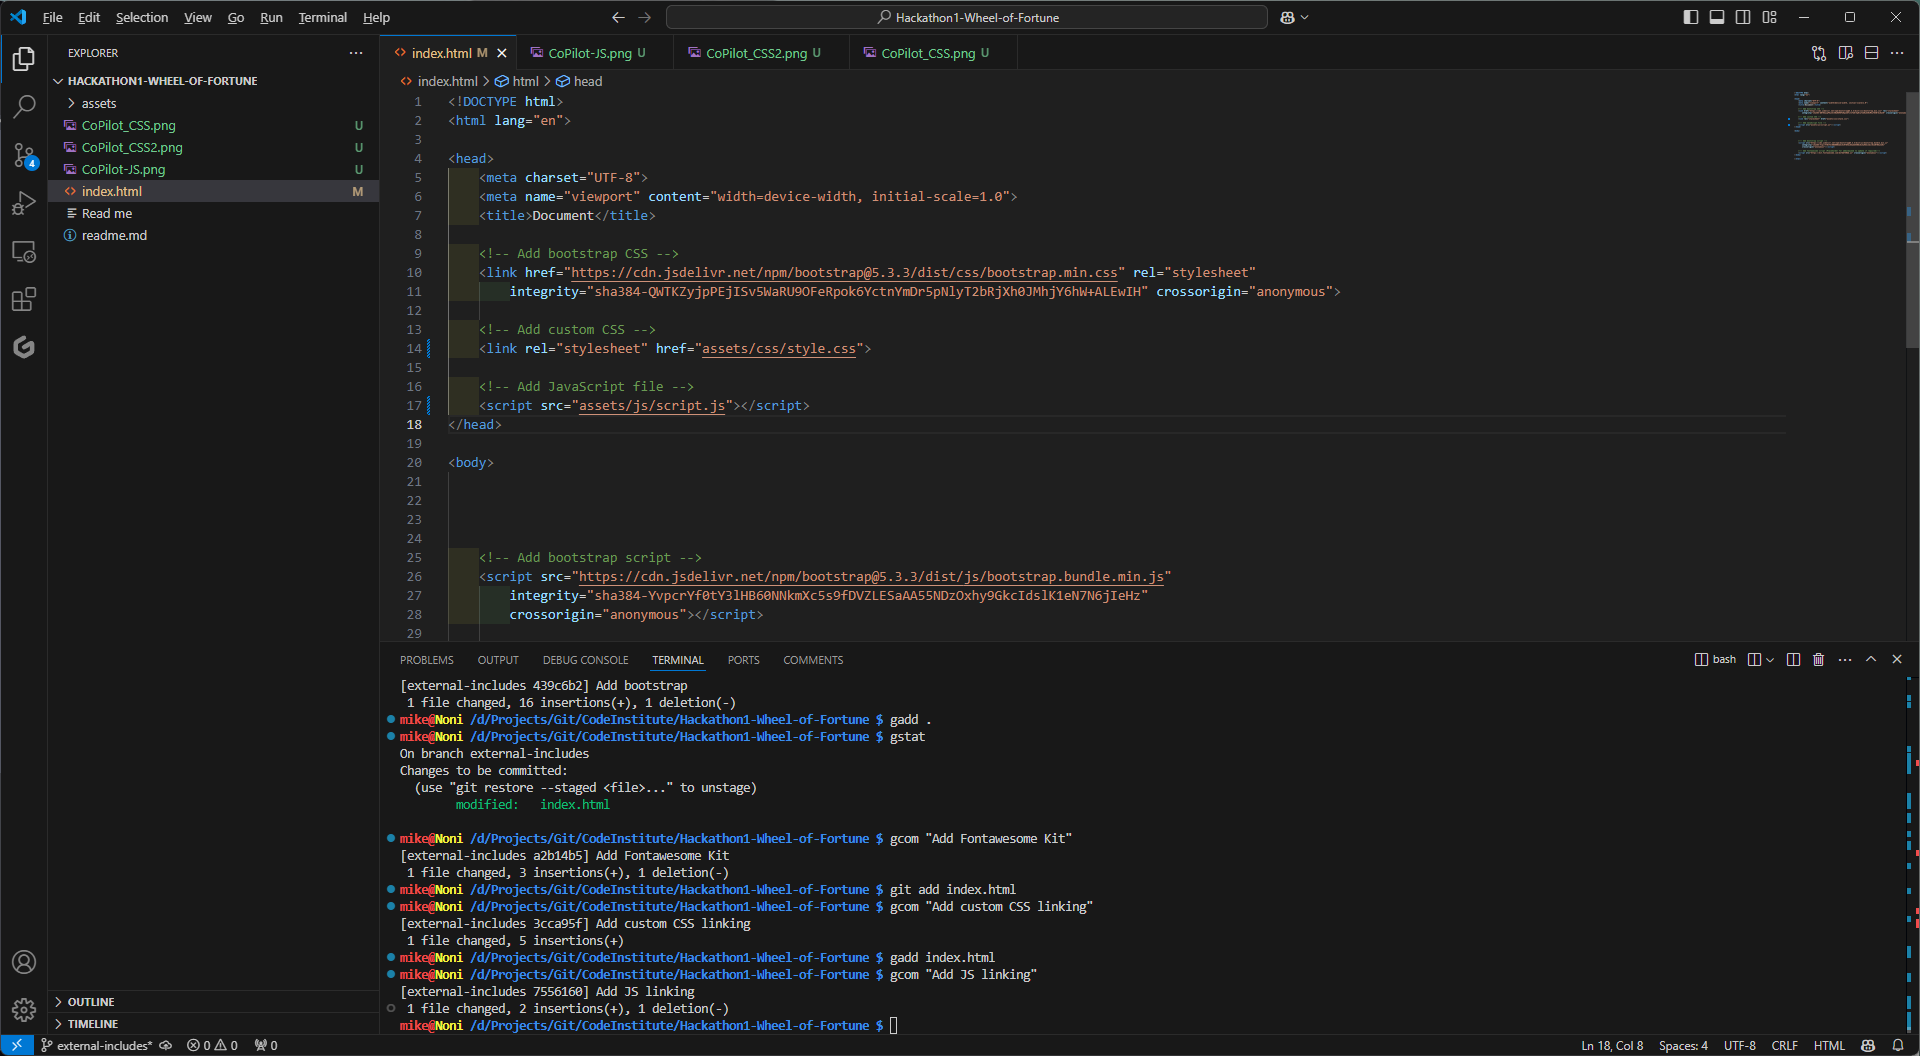 File Edit Selection View Go Run Terminal Help
Hackathon1-Wheel-of-Fortune
EXPLORER
HACKATHON1-WHEEL-OF-FORTUNE
assets
CoPilot_CSS.png U
CoPilot_CSS2.png U
CoPilot-JS.png U
index.html M
Read me
readme.md
4
OUTLINE
TIMELINE
index.html M
CoPilot-JS.png U
CoPilot_CSS2.png U
CoPilot_CSS.png U
index.html > html > head
1 <!DOCTYPE html>
2 <html lang="en">
3
4 <head>
5 <meta charset="UTF-8">
6 <meta name="viewport" content="width=device-width, initial-scale=1.0">
7 <title>Document</title>
8
9 <!-- Add bootstrap CSS -->
10 <link href="https://cdn.jsdelivr.net/npm/bootstrap@5.3.3/dist/css/bootstrap.min.css" rel="stylesheet"
11 integrity="sha384-QWTKZyjpPEjISv5WaRU9OFeRpok6YctnYmDr5pNlyT2bRjXh0JMhjY6hW+ALEwIH" crossorigin="anonymous">
12
13 <!-- Add custom CSS -->
14 <link rel="stylesheet" href="assets/css/style.css">
15
16 <!-- Add JavaScript file -->
17 <script src="assets/js/script.js"></script>
18 </head>
19
20 <body>
21
22
23
24
25 <!-- Add bootstrap script -->
26 <script src="https://cdn.jsdelivr.net/npm/bootstrap@5.3.3/dist/js/bootstrap.bundle.min.js"
27 integrity="sha384-YvpcrYf0tY3lHB60NNkmXc5s9fDVZLESaAA55NDzOxhy9GkcIdslK1eN7N6jIeHz"
28 crossorigin="anonymous"></script>
29
PROBLEMS OUTPUT DEBUG CONSOLE TERMINAL PORTS COMMENTS
bash
[external-includes 439c6b2] Add bootstrap
1 file changed, 16 insertions(+), 1 deletion(-)
mike@Noni /d/Projects/Git/CodeInstitute/Hackathon1-Wheel-of-Fortune $ gadd .
mike@Noni /d/Projects/Git/CodeInstitute/Hackathon1-Wheel-of-Fortune $ gstat
On branch external-includes
Changes to be committed:
(use "git restore --staged <file>..." to unstage)
modified: index.html
mike@Noni /d/Projects/Git/CodeInstitute/Hackathon1-Wheel-of-Fortune $ gcom "Add Fontawesome Kit"
[external-includes a2b14b5] Add Fontawesome Kit
1 file changed, 3 insertions(+), 1 deletion(-)
mike@Noni /d/Projects/Git/CodeInstitute/Hackathon1-Wheel-of-Fortune $ git add index.html
mike@Noni /d/Projects/Git/CodeInstitute/Hackathon1-Wheel-of-Fortune $ gcom "Add custom CSS linking"
[external-includes 3cca95f] Add custom CSS linking
1 file changed, 5 insertions(+)
mike@Noni /d/Projects/Git/CodeInstitute/Hackathon1-Wheel-of-Fortune $ gadd index.html
mike@Noni /d/Projects/Git/CodeInstitute/Hackathon1-Wheel-of-Fortune $ gcom "Add JS linking"
[external-includes 7556160] Add JS linking
1 file changed, 2 insertions(+), 1 deletion(-)
mike@Noni /d/Projects/Git/CodeInstitute/Hackathon1-Wheel-of-Fortune $
external-includes* 0 0 0 Ln 18, Col 8 Spaces: 4 UTF-8 CRLF HTML